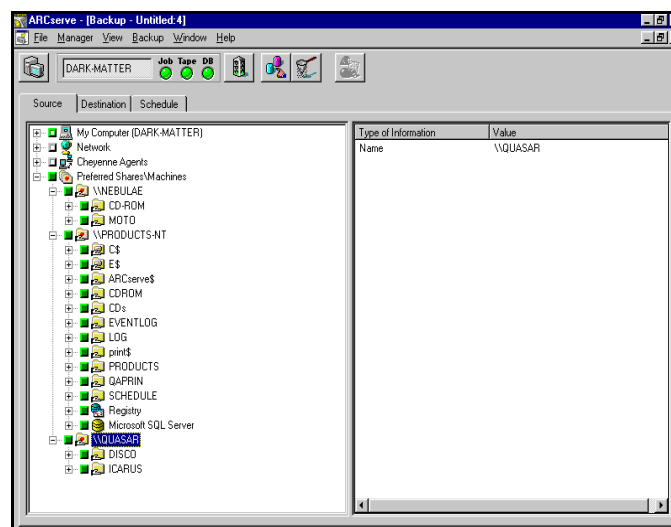 ARCserve - [Backup - Untitled:4]
File Manager View Backup Window Help
DARK-MATTER Job Tape DB
Source Destination Schedule
My Computer (DARK-MATTER)
Network
Cheyenne Agents
Preferred Shares\Machines
\\NEBULAE
CD-ROM
MOTO
\\PRODUCTS-NT
C$
E$
ARCserve$
CDROM
CDs
EVENTLOG
LOG
print$
PRODUCTS
QAPRIN
SCHEDULE
Registry
Microsoft SQL Server
\\QUASAR
DISCO
ICARUS
Type of Information Value
Name \\QUASAR